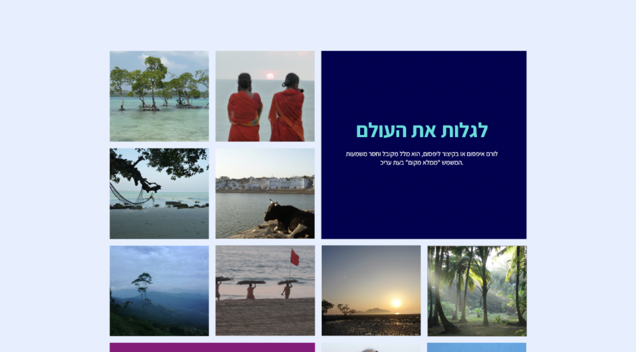 לגלות את העולם
לורם איפסום או בקיצור ליפסום, הוא מלל מקובל וחסר משמעות
המשמש "ממלא מקום" בעת עריכ.